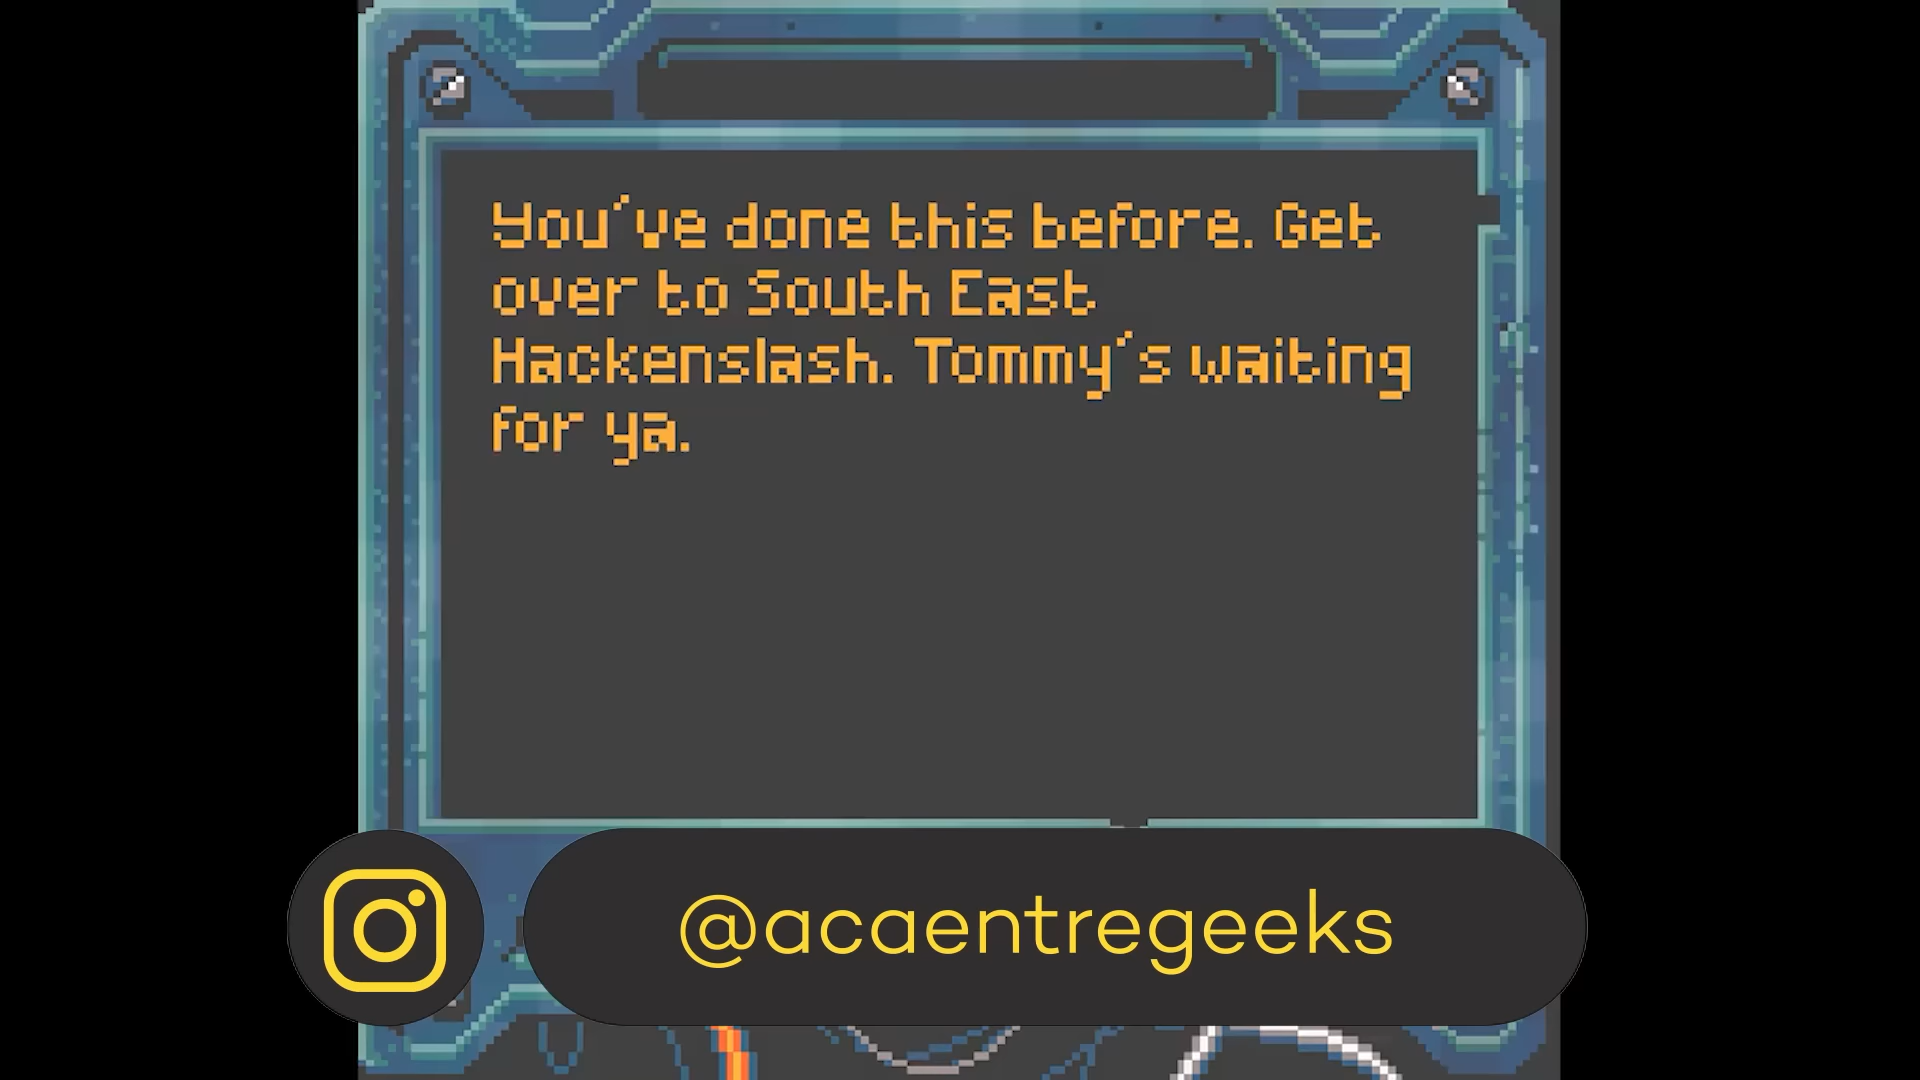 You've done this before. Get
over to South East
Hackenslash. Tommy's waiting
for ya.
@acaentregeeks